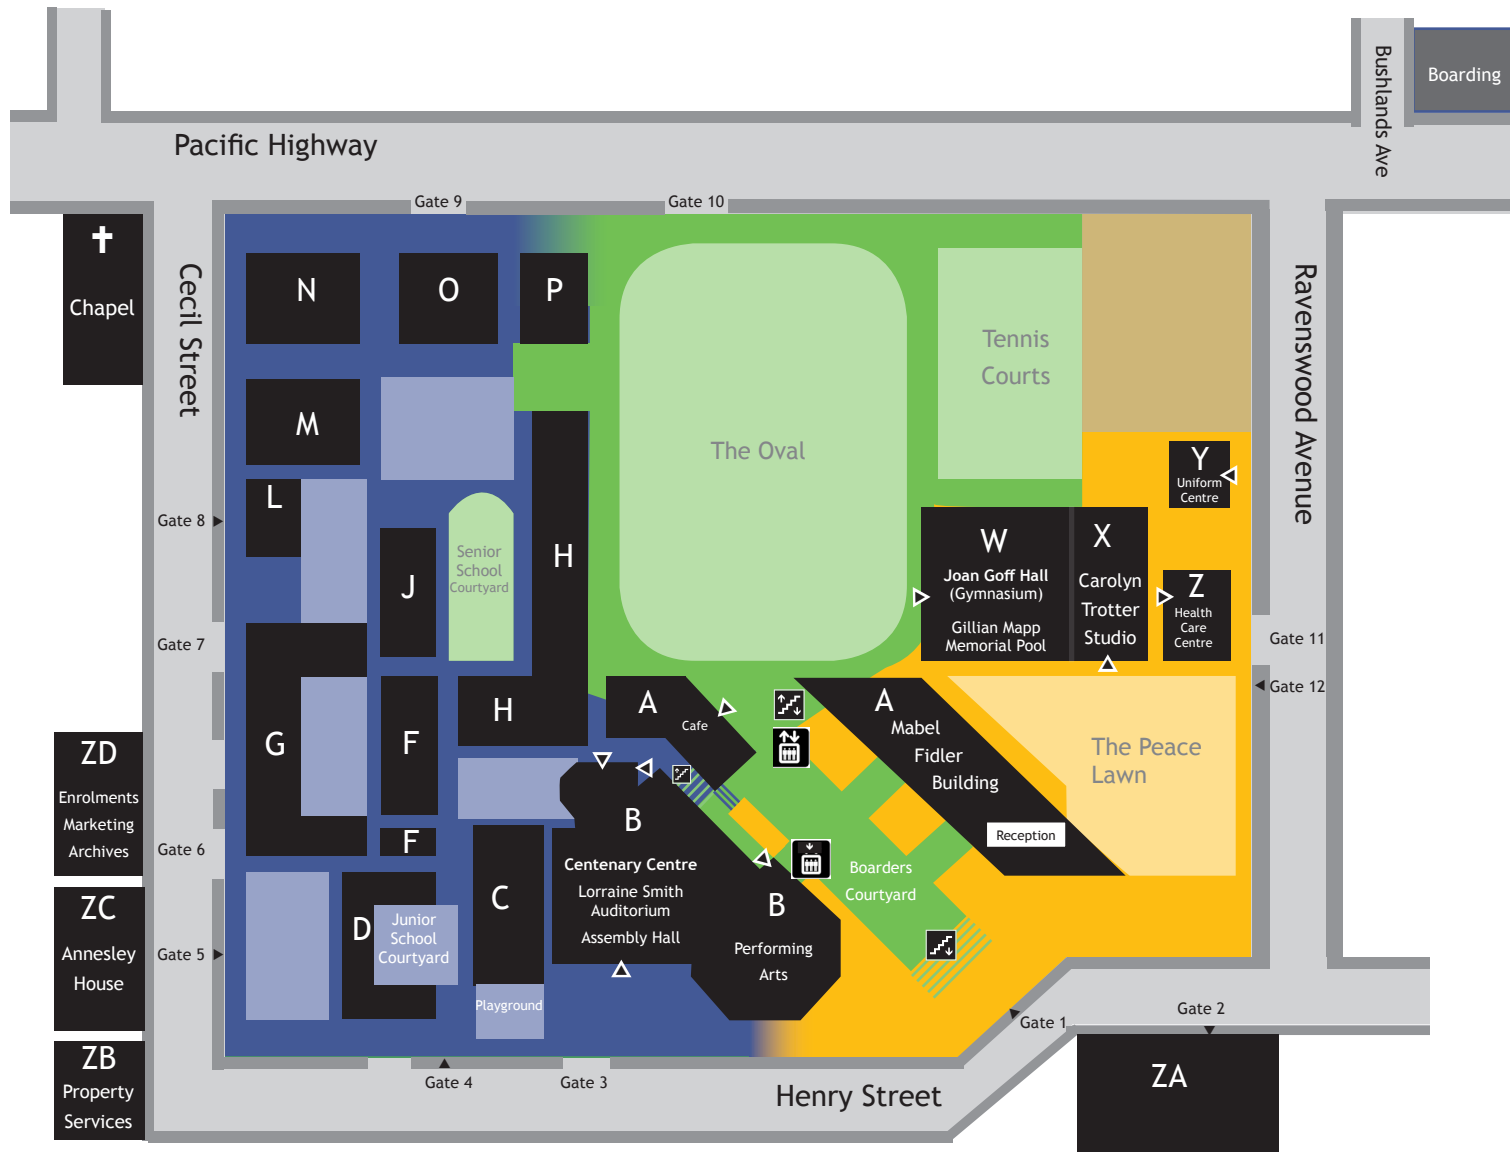 Bushlands Ave
Boarding
Pacific Highway
Gate 9
Gate 10
Chapel
Cecil Street
N
O
P
Ravenswood Avenue
Tennis
Courts
M
The Oval
Y
Uniform
Centre
L
Gate 8
Senior
School
Courtyard
H
W
Joan Goff Hall
(Gymnasium)
Gillian Mapp
Memorial Pool
X
Carolyn
Trotter
Studio
J
Z
Health
Care
Centre
Gate 7
Gate 11
Gate 12
H
A
Cafe
A
Mabel
Fidler
Building
Reception
The Peace
Lawn
G
F
ZD
Enrolments
Marketing
Archives
B
Centenary Centre
Lorraine Smith
Auditorium
Assembly Hall
F
Gate 6
Boarders
Courtyard
C
B
Performing
Arts
ZC
Annesley
House
D
Junior
School
Courtyard
Gate 5
Playground
Gate 1
Gate 2
ZB
Property
Services
ZA
Gate 4
Gate 3
Henry Street